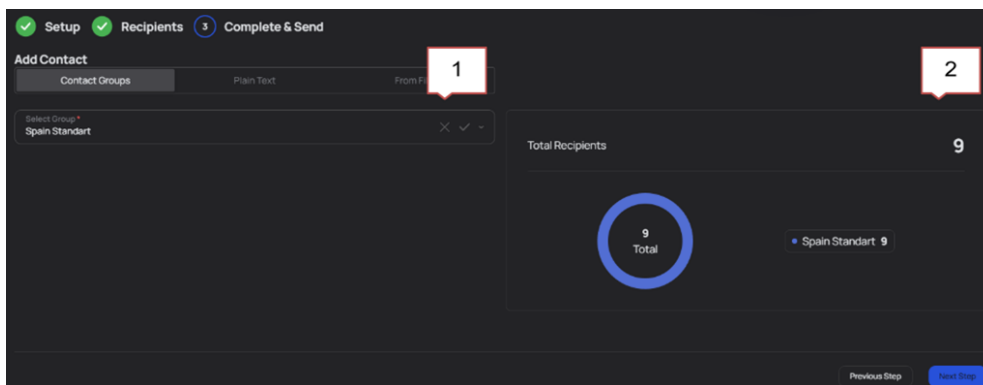 Setup Recipients 3 Complete & Send
Add Contact
Contact Groups Plain Text From Fi
1
2
Select Group*
Spain Standart
Total Recipients 9
9
Total
Spain Standart 9
Previous Step Next Step